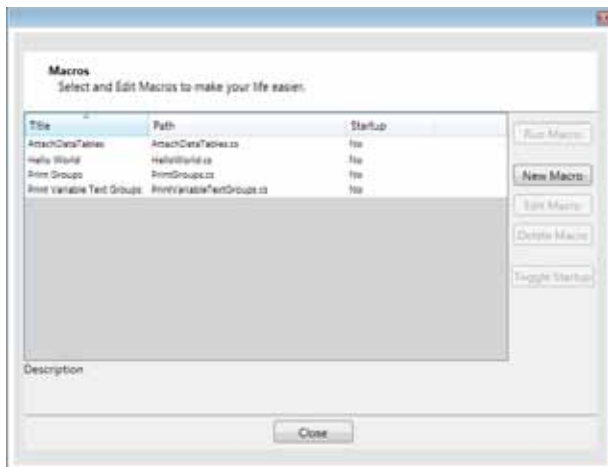 Macros
Select and Edit Macros to make your life easier.
Title Path Startup
AttachDataTables AttachDataTables.cs No
Hello World HelloWorld.cs No
Print Groups PrintGroups.cs No
Print Variable Text Groups PrintVariableTextGroups.cs No
Run Macro
New Macro
Edit Macro
Delete Macro
Toggle Startup
Description
Close